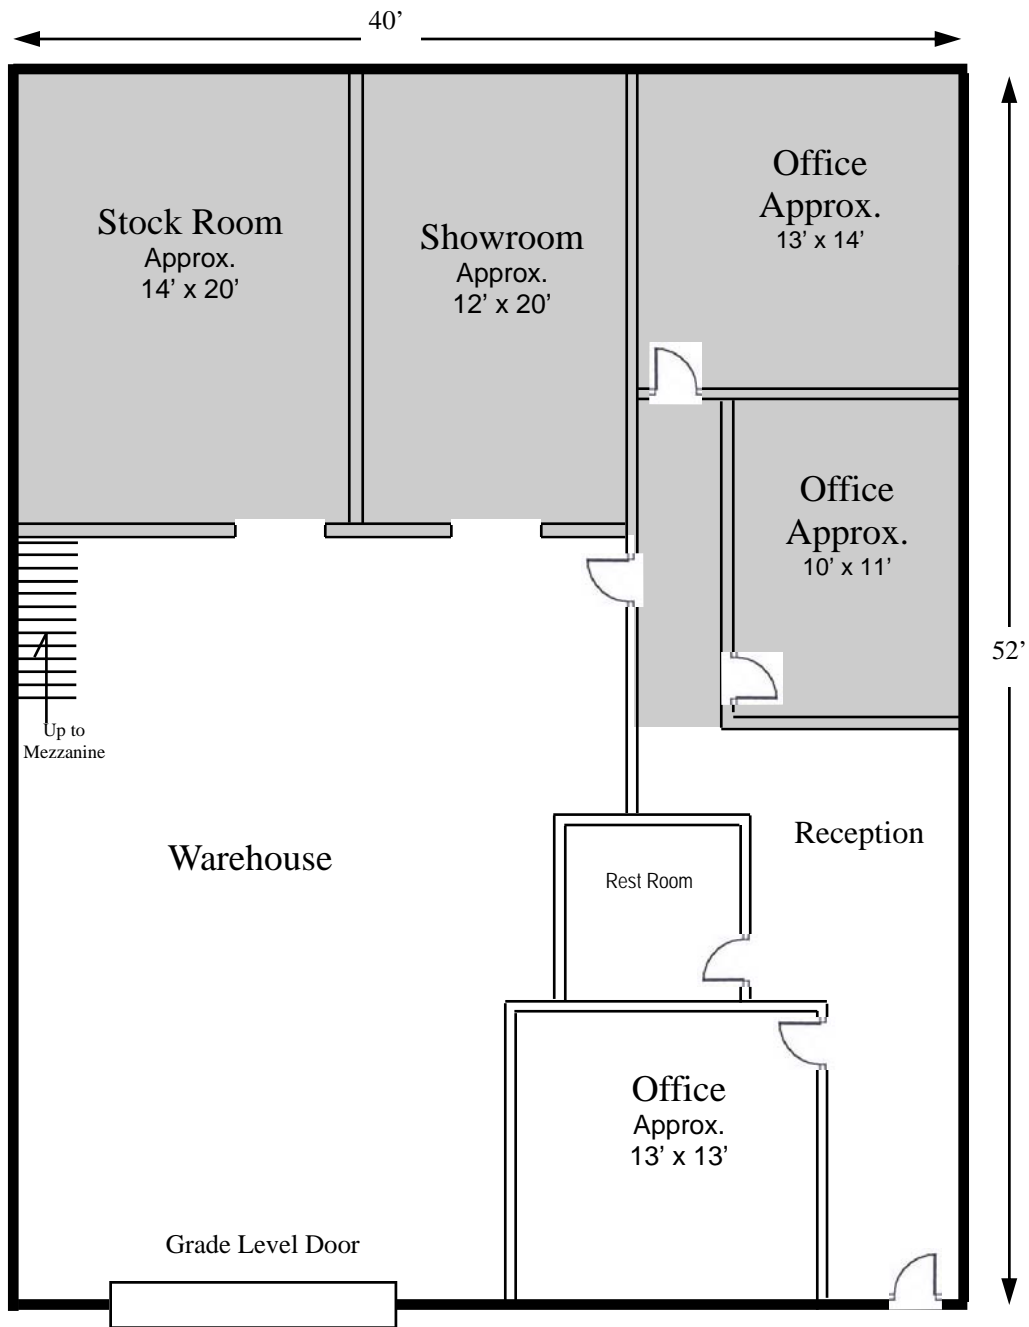 40’
Stock Room
Approx.
14’ x 20’
Showroom
Approx.
12’ x 20’
Office
Approx.
13’ x 14’
Office
Approx.
10’ x 11’
52’
Up to
Mezzanine
Warehouse
Reception
Rest Room
Office
Approx.
13’ x 13’
Grade Level Door